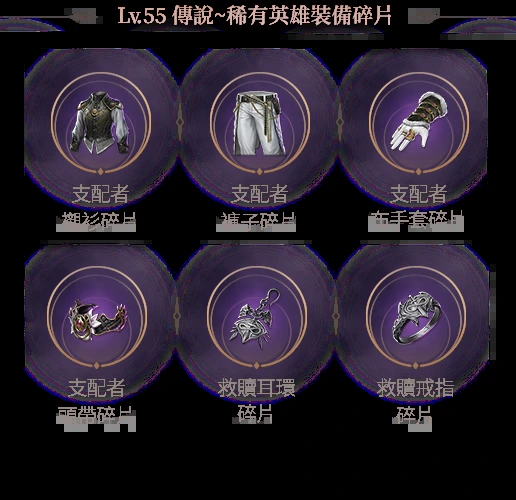 Lv.55 傳說~稀有英雄裝備碎片
支配者
襯衫碎片
支配者
褲子碎片
支配者
布手套碎片
支配者
頭帶碎片
救贖耳環
碎片
救贖戒指
碎片